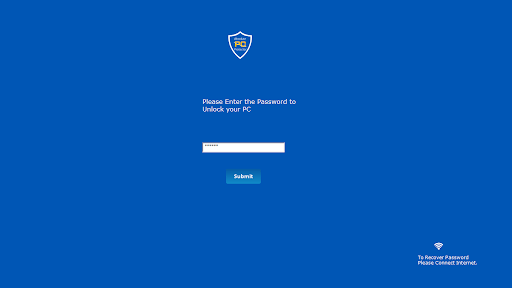 PC
Please Enter the Password to
Unlock your PC
******
Submit
To Recover Password
Please Connect Internet.